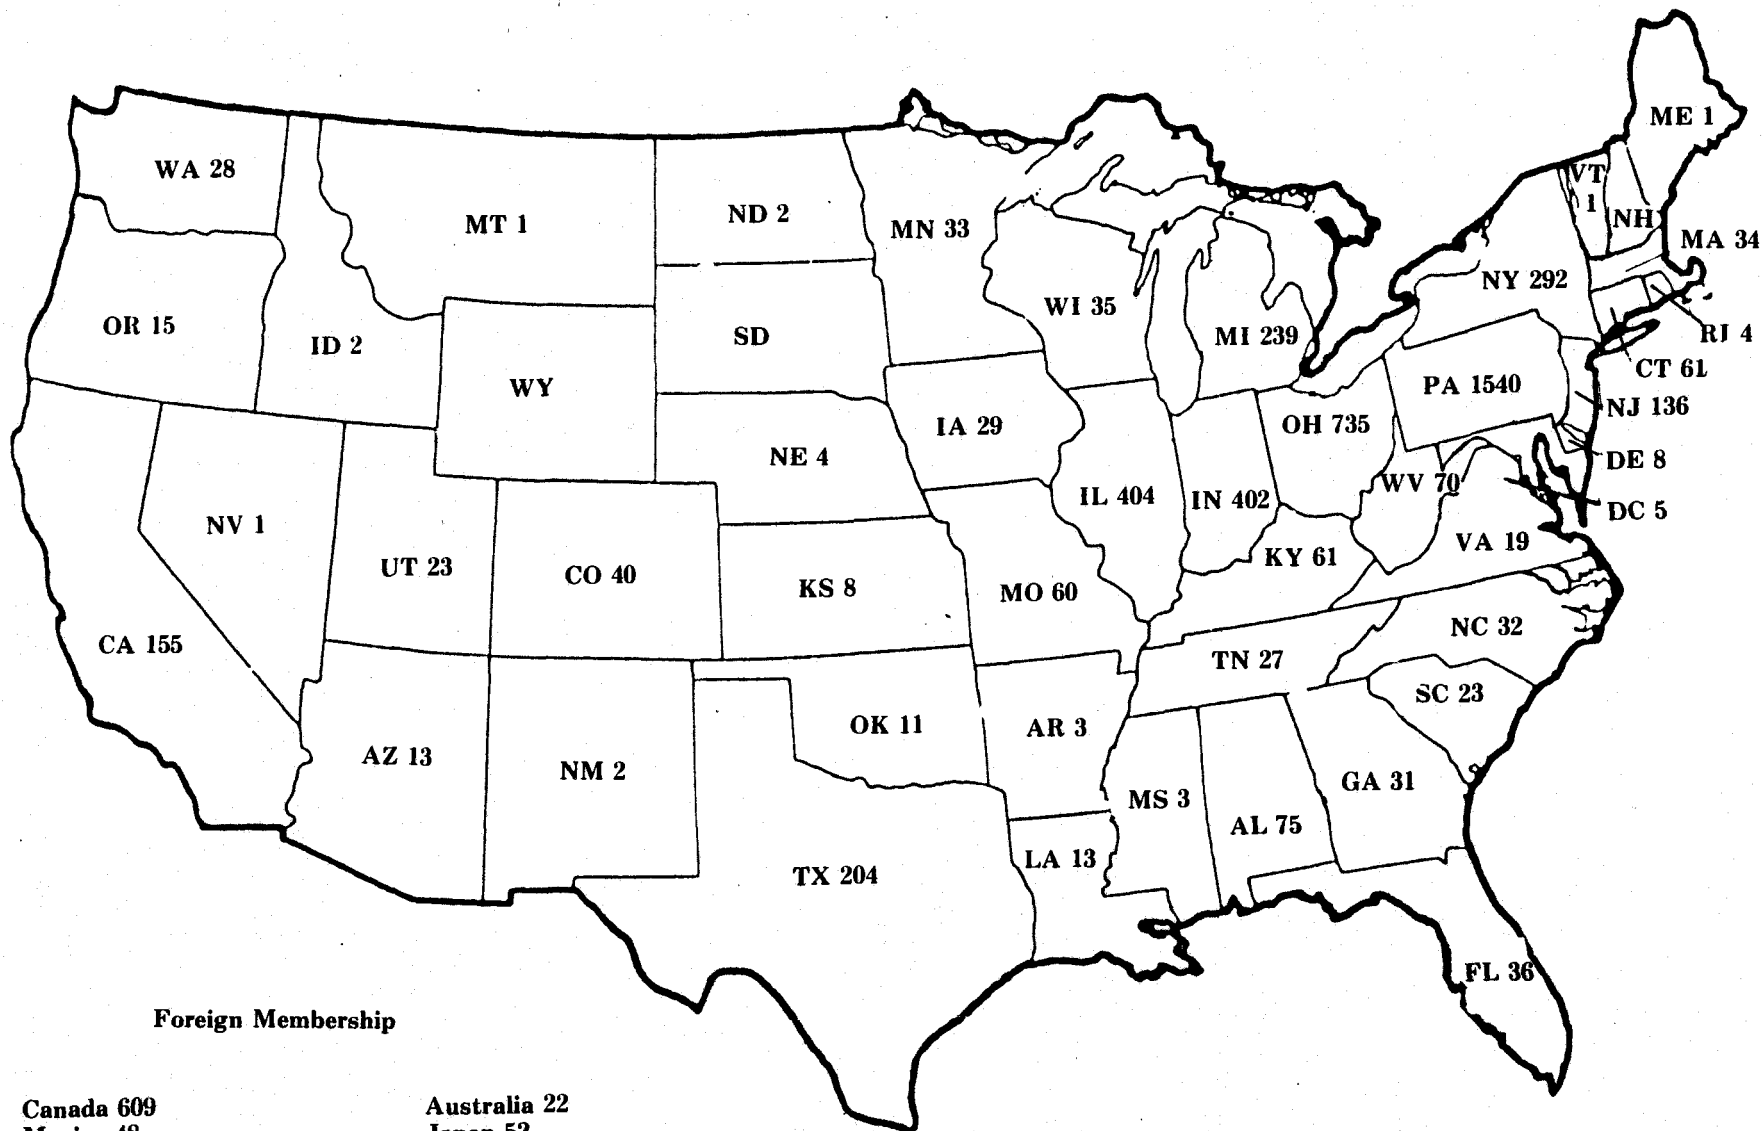 ME 1
WA 28
VT
1
MT 1
ND 2
NH
MN 33
MA 34
NY 292
WI 35
OR 15
SD
MI 239
RI 4
ID 2
CT 61
WY
PA 1540
NJ 136
IA 29
OH 735
NE 4
DE 8
WV 70
IL 404
IN 402
DC 5
NV 1
VA 19
KY 61
UT 23
CO 40
KS 8
MO 60
NC 32
CA 155
TN 27
SC 23
OK 11
AR 3
AZ 13
NM 2
GA 31
MS 3
AL 75
LA 13
TX 204
FL 36
Foreign Membership
Canada 609
Australia 22